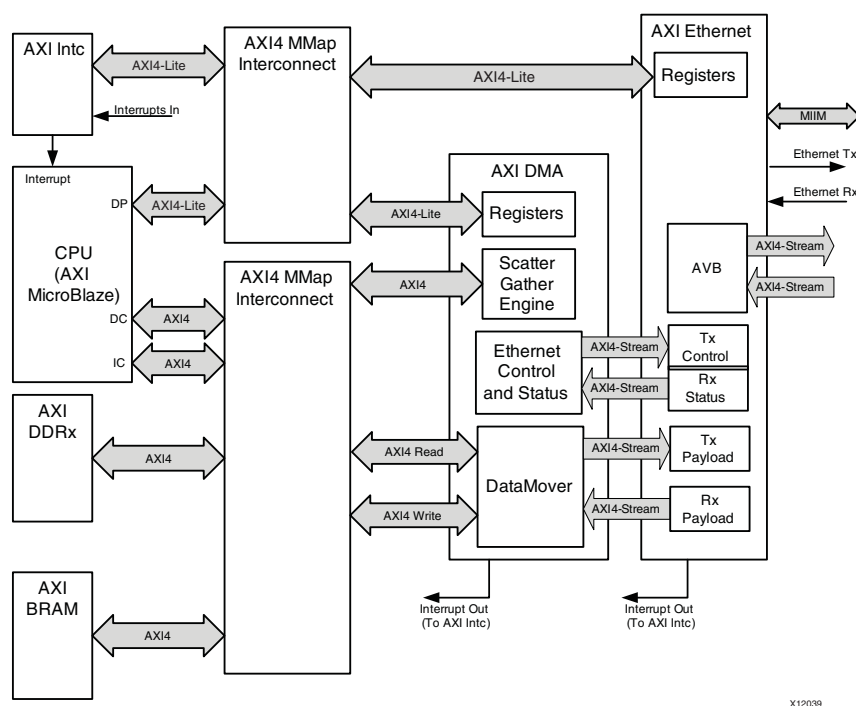 AXI Intc
AXI4-Lite
Interrupts In
AXI4 MMap
Interconnect
AXI4-Lite
AXI Ethernet
Registers
MIIM
Ethernet Tx
Ethernet Rx
Interrupt
DP
CPU
(AXI
MicroBlaze)
DC
IC
AXI4-Lite
AXI4
AXI4
AXI DMA
AXI4-Lite
Registers
AXI4 MMap
Interconnect
AXI4
Scatter
Gather
Engine
AVB
AXI4-Stream
AXI4-Stream
Ethernet
Control
and Status
AXI4-Stream
AXI4-Stream
Tx
Control
Rx
Status
AXI
DDRx
AXI4
AXI4 Read
AXI4 Write
DataMover
AXI4-Stream
AXI4-Stream
Tx
Payload
Rx
Payload
AXI
BRAM
AXI4
Interrupt Out
(To AXI Intc)
Interrupt Out
(To AXI Intc)
X12039